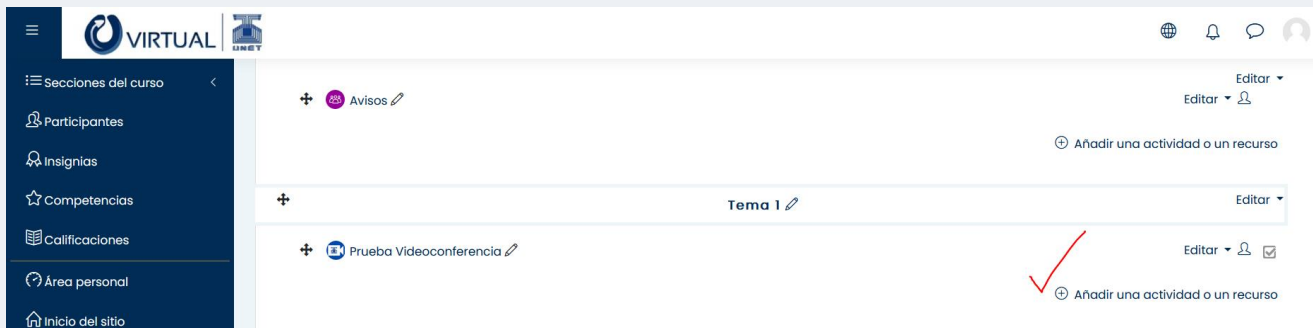 VIRTUAL UNET
Secciones del curso
Participantes
Insignias
Competencias
Calificaciones
Área personal
Inicio del sitio
Editar
Avisos Editar
Añadir una actividad o un recurso
Tema 1 Editar
Prueba Videoconferencia Editar
Añadir una actividad o un recurso